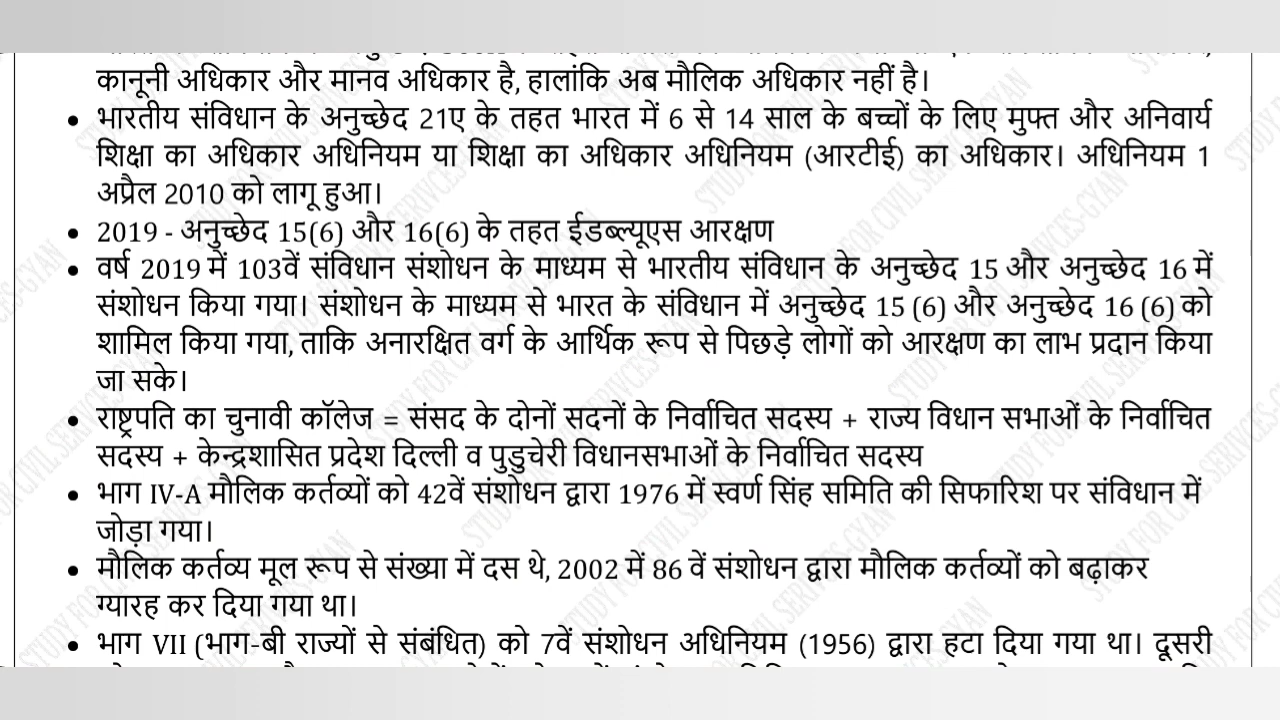 कानूनी अधिकार और मानव अधिकार है, हालांकि अब मौलिक अधिकार नहीं है।
• भारतीय संविधान के अनुच्छेद 21ए के तहत भारत में 6 से 14 साल के बच्चों के लिए मुफ्त और अनिवार्य
शिक्षा का अधिकार अधिनियम या शिक्षा का अधिकार अधिनियम (आरटीई) का अधिकार। अधिनियम 1
अप्रैल 2010 को लागू हुआ।
• 2019 - अनुच्छेद 15(6) और 16(6) के तहत ईडब्ल्यूएस आरक्षण
• वर्ष 2019 में 103वें संविधान संशोधन के माध्यम से भारतीय संविधान के अनुच्छेद 15 और अनुच्छेद 16 में
संशोधन किया गया। संशोधन के माध्यम से भारत के संविधान में अनुच्छेद 15 (6) और अनुच्छेद 16 (6) को
शामिल किया गया, ताकि अनारक्षित वर्ग के आर्थिक रूप से पिछड़े लोगों को आरक्षण का लाभ प्रदान किया
जा सके।
• राष्ट्रपति का चुनावी कॉलेज = संसद के दोनों सदनों के निर्वाचित सदस्य + राज्य विधान सभाओं के निर्वाचित
सदस्य + केन्द्रशासित प्रदेश दिल्ली व पुडुचेरी विधानसभाओं के निर्वाचित सदस्य
• भाग IV-A मौलिक कर्तव्यों को 42वें संशोधन द्वारा 1976 में स्वर्ण सिंह समिति की सिफारिश पर संविधान में
जोड़ा गया।
• मौलिक कर्तव्य मूल रूप से संख्या में दस थे, 2002 में 86 वें संशोधन द्वारा मौलिक कर्तव्यों को बढ़ाकर
ग्यारह कर दिया गया था।
• भाग VII (भाग-बी राज्यों से संबंधित) को 7वें संशोधन अधिनियम (1956) द्वारा हटा दिया गया था। दूसरी